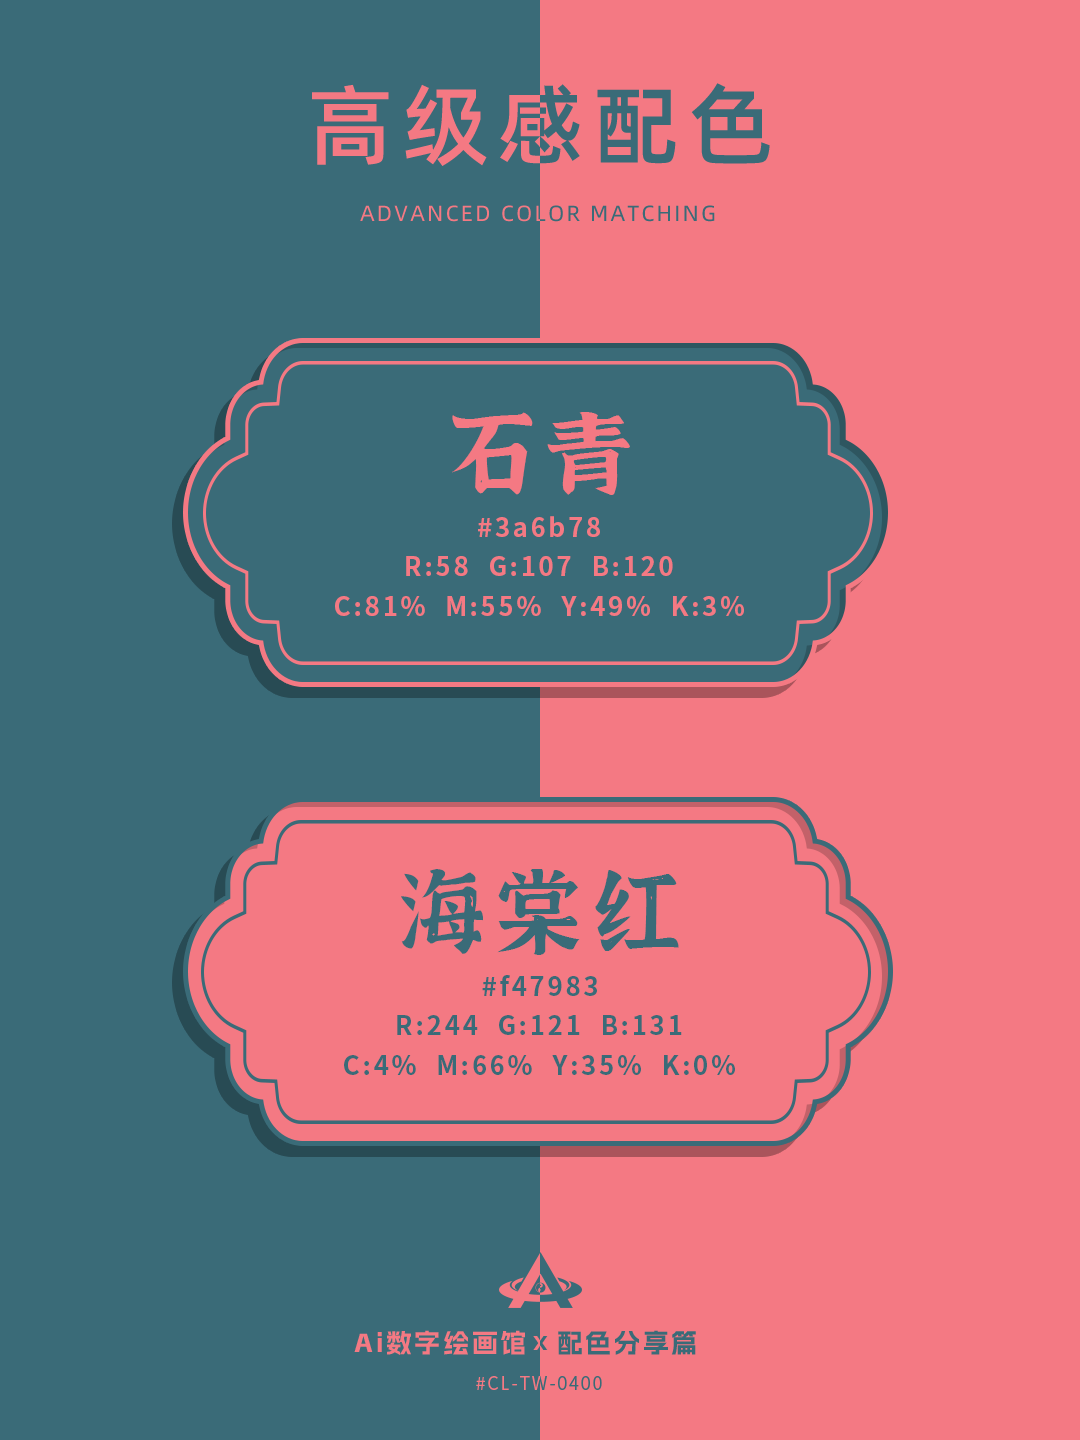 高级感配色
ADVANCED COLOR MATCHING
石青
#3a6b78
R:58 G:107 B:120
C:81% M:55% Y:49% K:3%
海棠红
#f47983
R:244 G:121 B:131
C:4% M:66% Y:35% K:0%
Ai数字绘画馆 x 配色分享篇
#CL-TW-0400